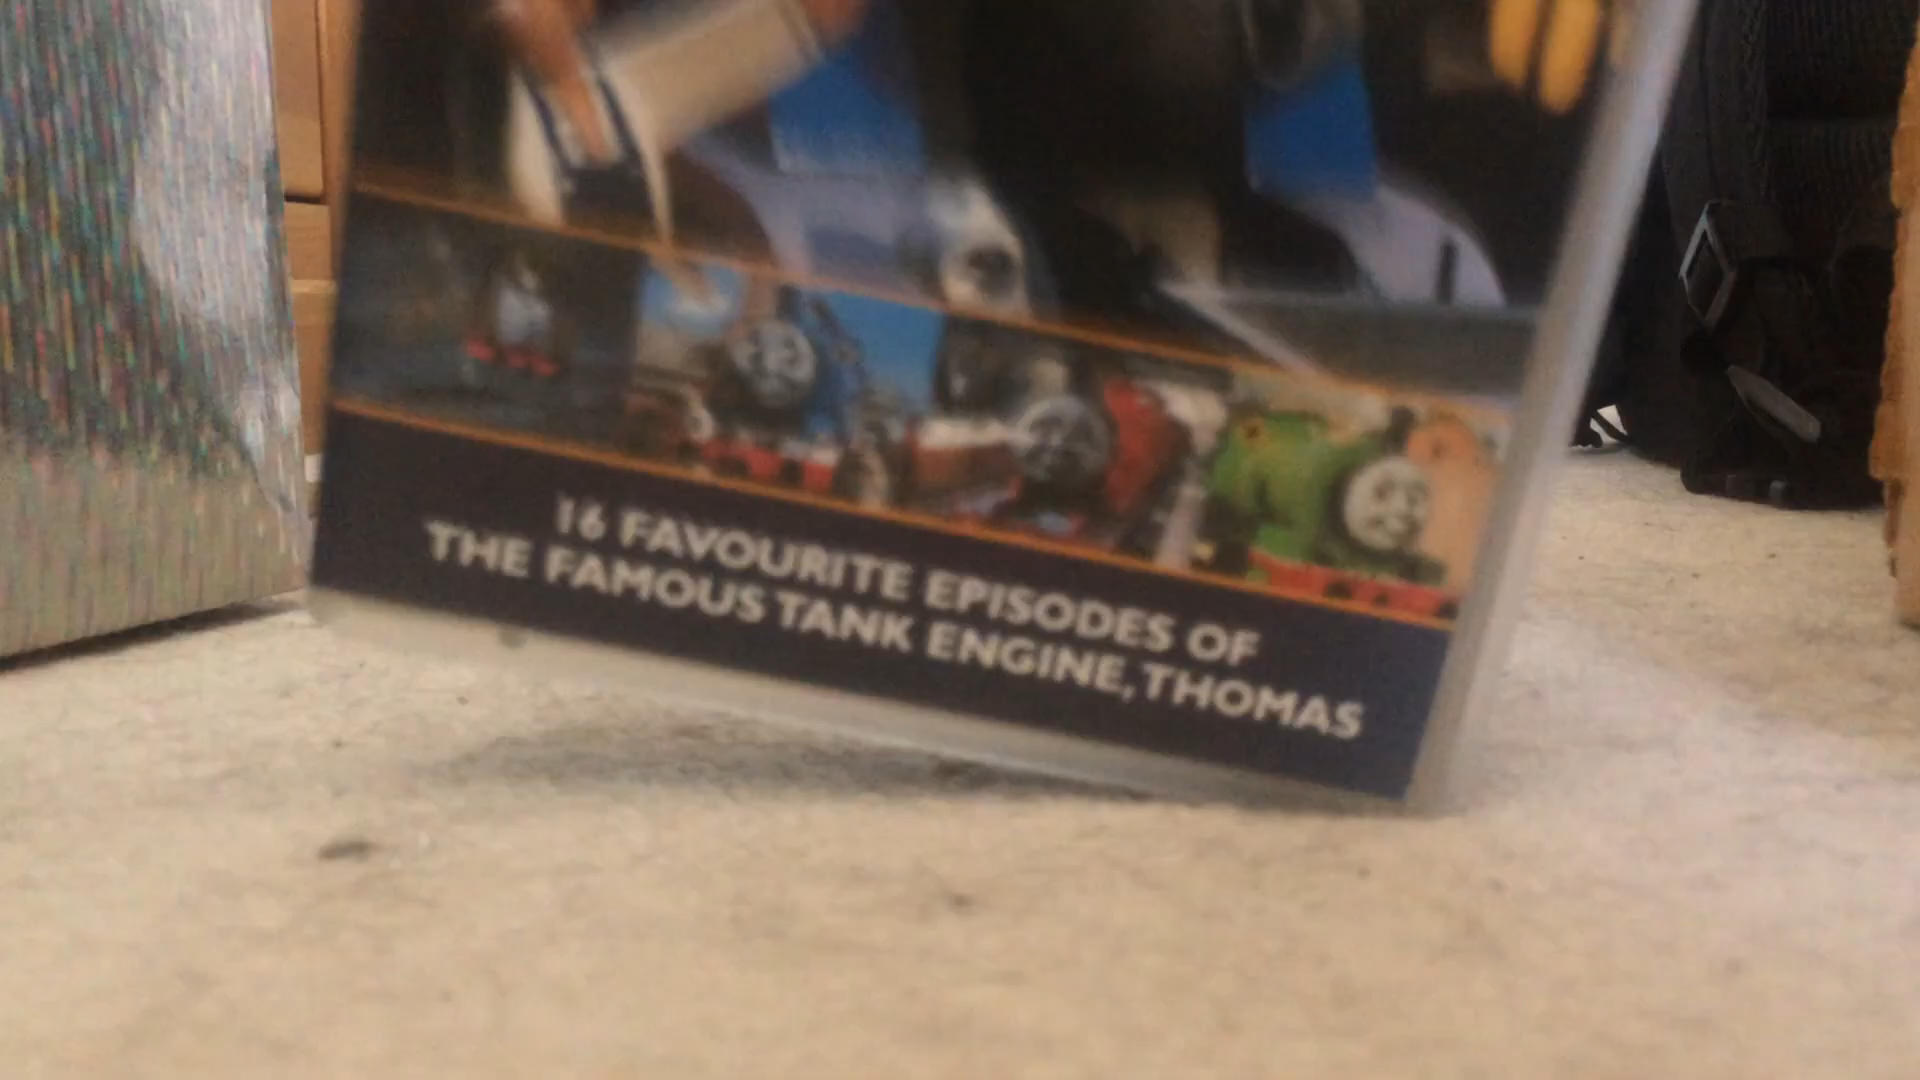 16 FAVOURITE EPISODES OF
THE FAMOUS TANK ENGINE, THOMAS